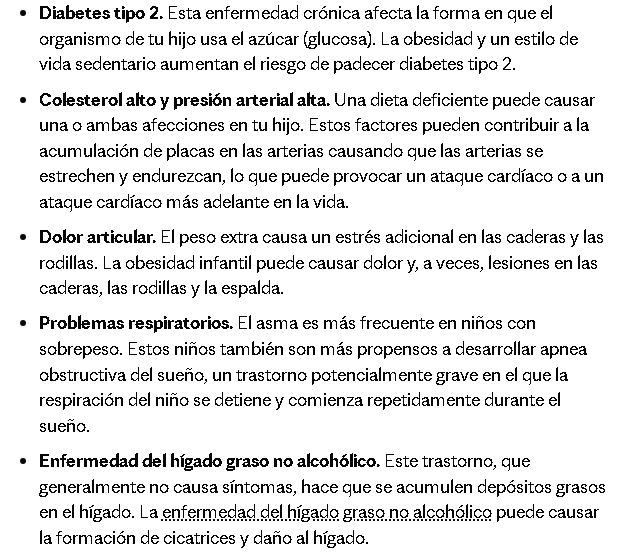 • Diabetes tipo 2. Esta enfermedad crónica afecta la forma en que el
organismo de tu hijo usa el azúcar (glucosa). La obesidad y un estilo de
vida sedentario aumentan el riesgo de padecer diabetes tipo 2.
• Colesterol alto y presión arterial alta. Una dieta deficiente puede causar
una o ambas afecciones en tu hijo. Estos factores pueden contribuir a la
acumulación de placas en las arterias causando que las arterias se
estrechen y endurezcan, lo que puede provocar un ataque cardíaco o a un
ataque cardíaco más adelante en la vida.
• Dolor articular. El peso extra causa un estrés adicional en las caderas y las
rodillas. La obesidad infantil puede causar dolor y, a veces, lesiones en las
caderas, las rodillas y la espalda.
• Problemas respiratorios. El asma es más frecuente en niños con
sobrepeso. Estos niños también son más propensos a desarrollar apnea
obstructiva del sueño, un trastorno potencialmente grave en el que la
respiración del niño se detiene y comienza repetidamente durante el
sueño.
• Enfermedad del hígado graso no alcohólico. Este trastorno, que
generalmente no causa síntomas, hace que se acumulen depósitos grasos
en el hígado. La enfermedad del hígado graso no alcohólico puede causar
la formación de cicatrices y daño al hígado.